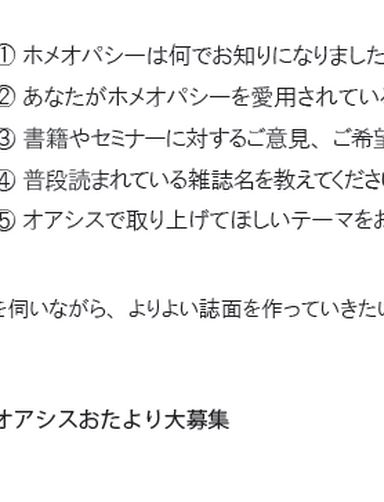 ① ホメオパシーは何でお知りになりました
② あなたがホメオパシーを愛用されてい
③ 書籍やセミナーに対するご意見、ご希望
④ 普段読まれている雑誌名を教えてくださ
⑤ オアシスで取り上げてほしいテーマをお
を伺いながら、よりよい誌面を作っていきたい
オアシスおたより大募集